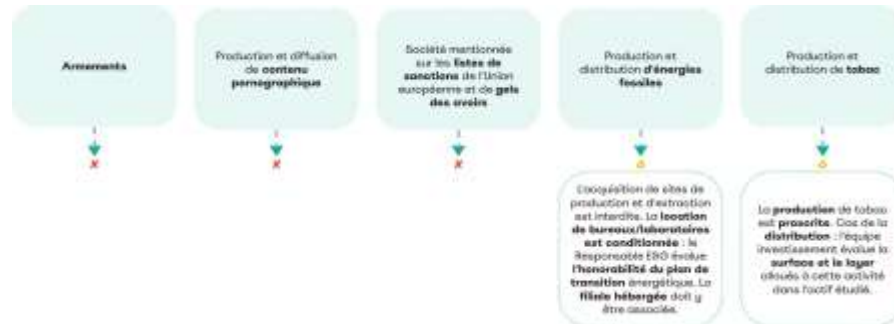 Armements
Production et diffusion
de contenu
pornographique
Société mentionnée
sur les listes de
sanctions de l'Union
européenne et de gels
des avoirs
Production et
distribution d'énergies
fossiles
Production et
distribution de tabac
L'acquisition de sites de
production et d'extraction
est interdite. La location
de bureaux/laboratoires
est conditionnée : le
Responsable ESG évalue
l'honorabilité du plan de
transition énergétique. La
filiale hébergée doit y
être associée.
La production de tabac
est proscrite. Cas de la
distribution : l'équipe
investissement évalue la
surface et le loyer
alloués à cette activité
dans l'actif étudié.